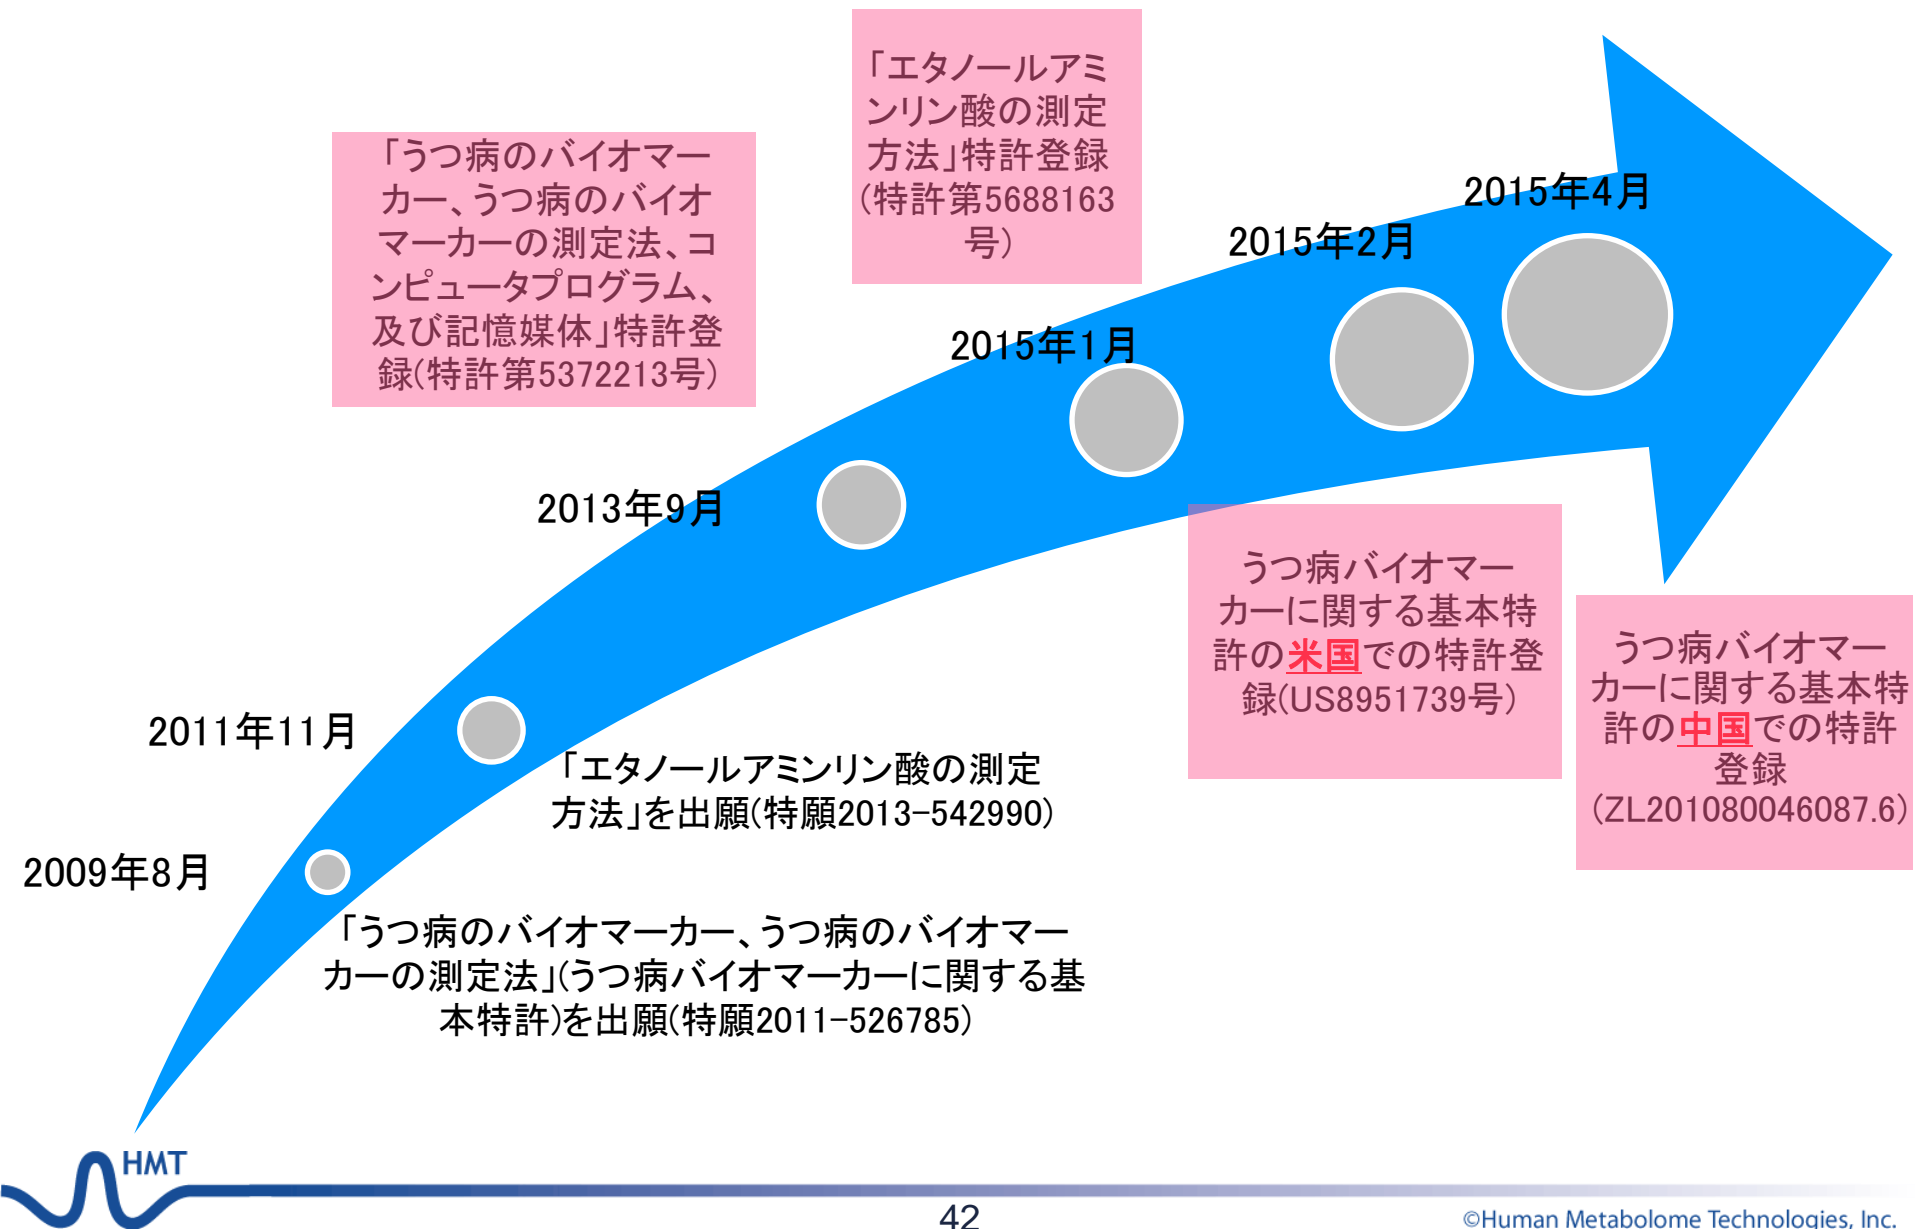 「エタノールアミ
ンリン酸の測定
方法」特許登録
(特許第5688163
号)
「うつ病のバイオマー
カー、うつ病のバイオ
マーカーの測定法、コ
ンピュータプログラム、
及び記憶媒体」特許登
録(特許第5372213号)
2015年4月
2015年2月
2015年1月
2013年9月
うつ病バイオマー
カーに関する基本特
許の米国での特許登
録(US8951739号)
うつ病バイオマー
カーに関する基本特
許の中国での特許
登録
(ZL201080046087.6)
2011年11月
「エタノールアミンリン酸の測定
方法」を出願(特願2013-542990)
2009年8月
「うつ病のバイオマーカー、うつ病のバイオマー
カーの測定法」(うつ病バイオマーカーに関する基
本特許)を出願(特願2011-526785)
HMT
42
©Human Metabolome Technologies, Inc.